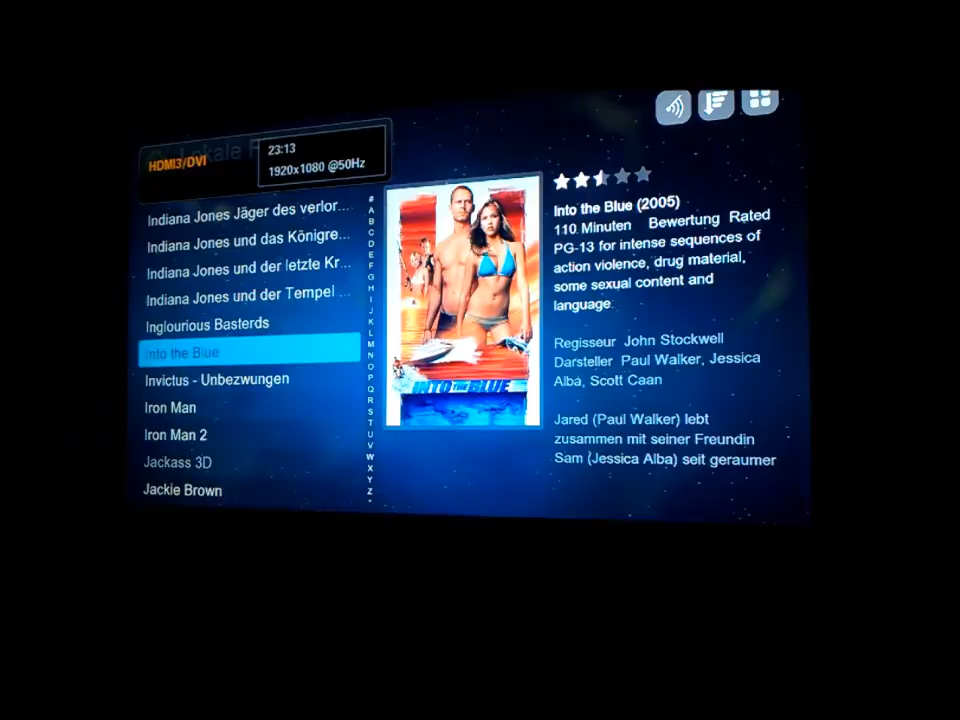 HDMI3/DVI
23:13
1920x1080 @50Hz
Lokale F
Indiana Jones Jäger des verlor...
Indiana Jones und das Königre...
Indiana Jones und der letzte Kr...
Indiana Jones und der Tempel ...
Inglourious Basterds
Into the Blue
Invictus - Unbezwungen
Iron Man
Iron Man 2
Jackass 3D
Jackie Brown
#
A
B
C
D
E
F
G
H
I
J
K
L
M
N
O
P
Q
R
S
T
U
V
W
X
Y
Z
INTO THE BLUE
Into the Blue (2005)
110 Minuten Bewertung Rated
PG-13 for intense sequences of
action violence, drug material,
some sexual content and
language.
Regisseur John Stockwell
Darsteller Paul Walker, Jessica
Alba, Scott Caan
Jared (Paul Walker) lebt
zusammen mit seiner Freundin
Sam (Jessica Alba) seit geraumer